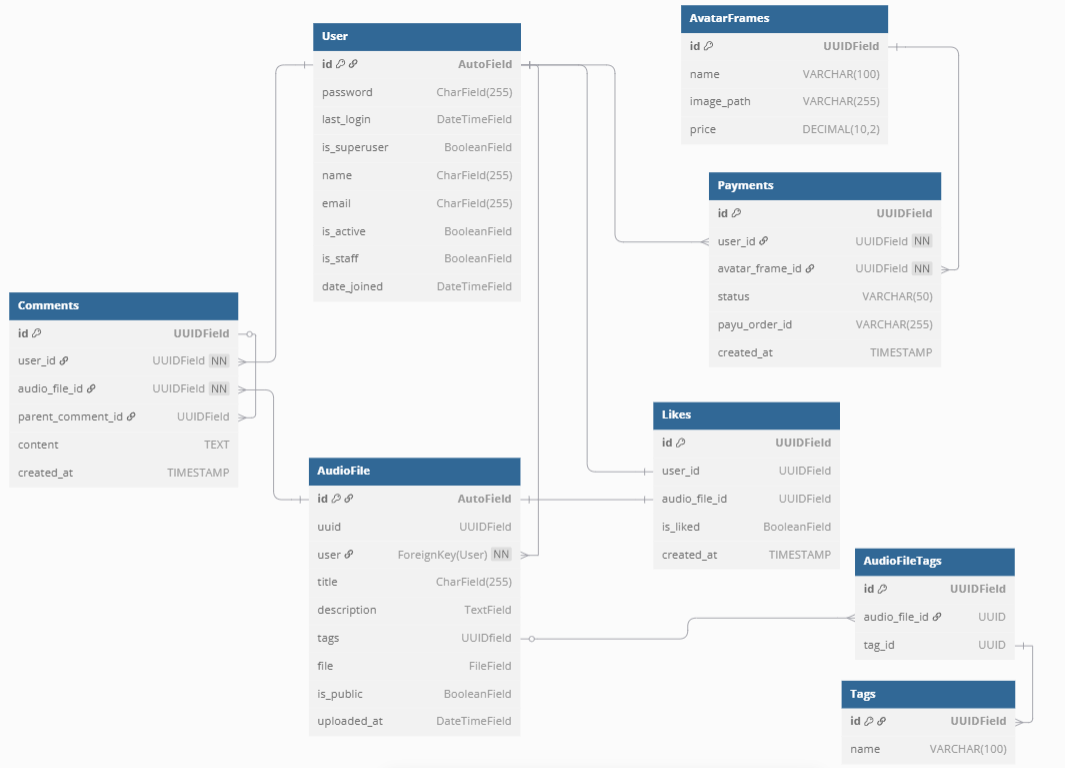 User
id AutoField
password CharField(255)
last_login DateTimeField
is_superuser BooleanField
name CharField(255)
email CharField(255)
is_active BooleanField
is_staff BooleanField
date_joined DateTimeField
AvatarFrames
id UUIDField
name VARCHAR(100)
image_path VARCHAR(255)
price DECIMAL(10,2)
Payments
id UUIDField
user_id UUIDField NN
avatar_frame_id UUIDField NN
status VARCHAR(50)
payu_order_id VARCHAR(255)
created_at TIMESTAMP
Comments
id UUIDField
user_id UUIDField NN
audio_file_id UUIDField NN
parent_comment_id UUIDField
content TEXT
created_at TIMESTAMP
Likes
id UUIDField
user_id UUIDField
audio_file_id UUIDField
is_liked BooleanField
created_at TIMESTAMP
AudioFile
id AutoField
uuid UUIDField
user ForeignKey(User) NN
title CharField(255)
description TextField
tags UUIDfield
file FileField
is_public BooleanField
uploaded_at DateTimeField
AudioFileTags
id UUIDField
audio_file_id UUID
tag_id UUID
Tags
id UUIDField
name VARCHAR(100)